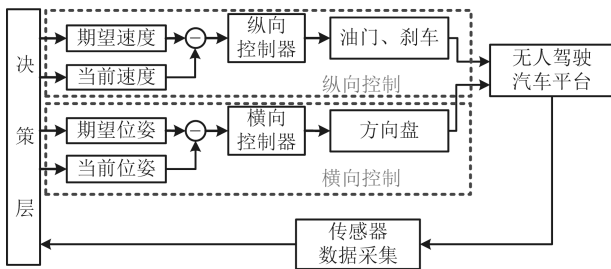 决
策
层
期望速度
当前速度
纵向
控制器
油门、刹车
纵向控制
期望位姿
当前位姿
横向
控制器
方向盘
横向控制
无人驾驶
汽车平台
传感器
数据采集